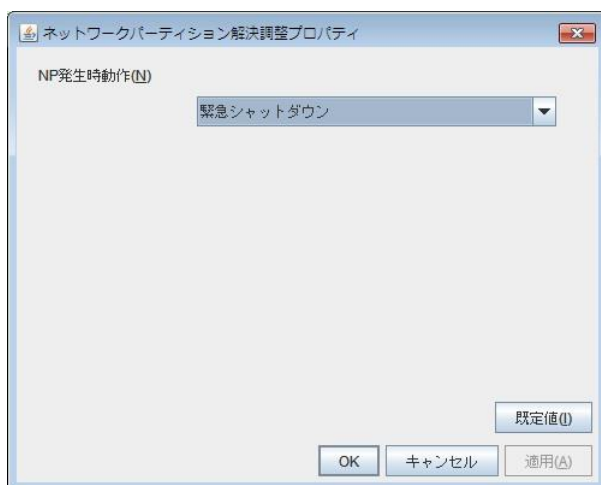 ネットワークパーティション解決調整プロパティ
NP発生時動作(N)
緊急シャットダウン
既定値(I)
OK
キャンセル
適用(A)